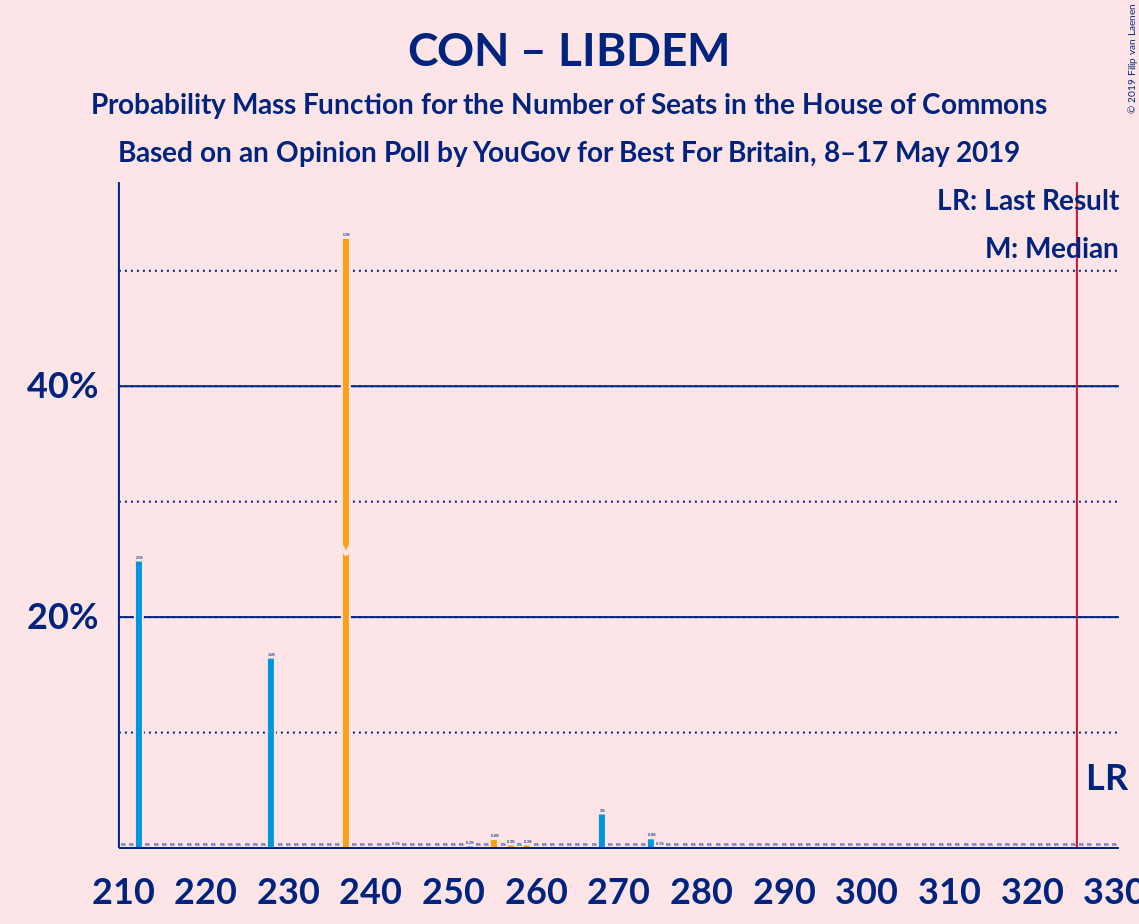 CON – LIBDEM
Probability Mass Function for the Number of Seats in the House of Commons
Based on an Opinion Poll by YouGov for Best For Britain, 8–17 May 2019
© 2019 Filip van Laenen
LR: Last Result
M: Median
40%
20%
LR
210 220 230 240 250 260 270 280 290 300 310 320 330